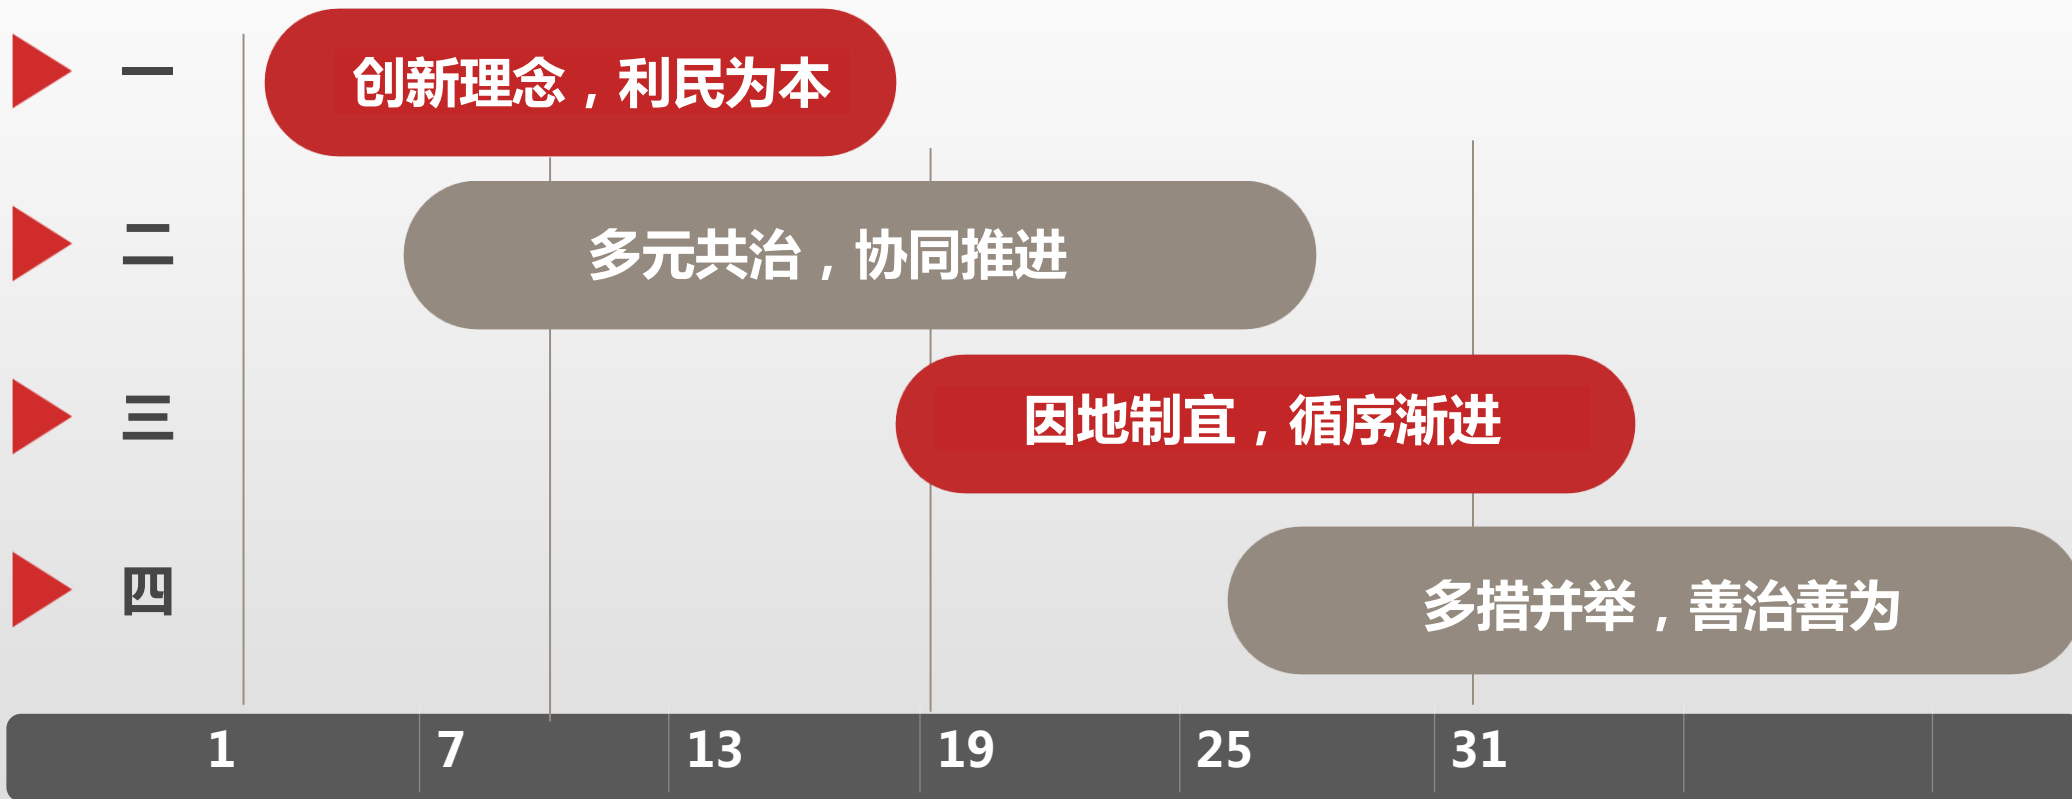 一 创新理念，利民为本
二 多元共治，协同推进
三 因地制宜，循序渐进
四 多措并举，善治善为
1 7 13 19 25 31